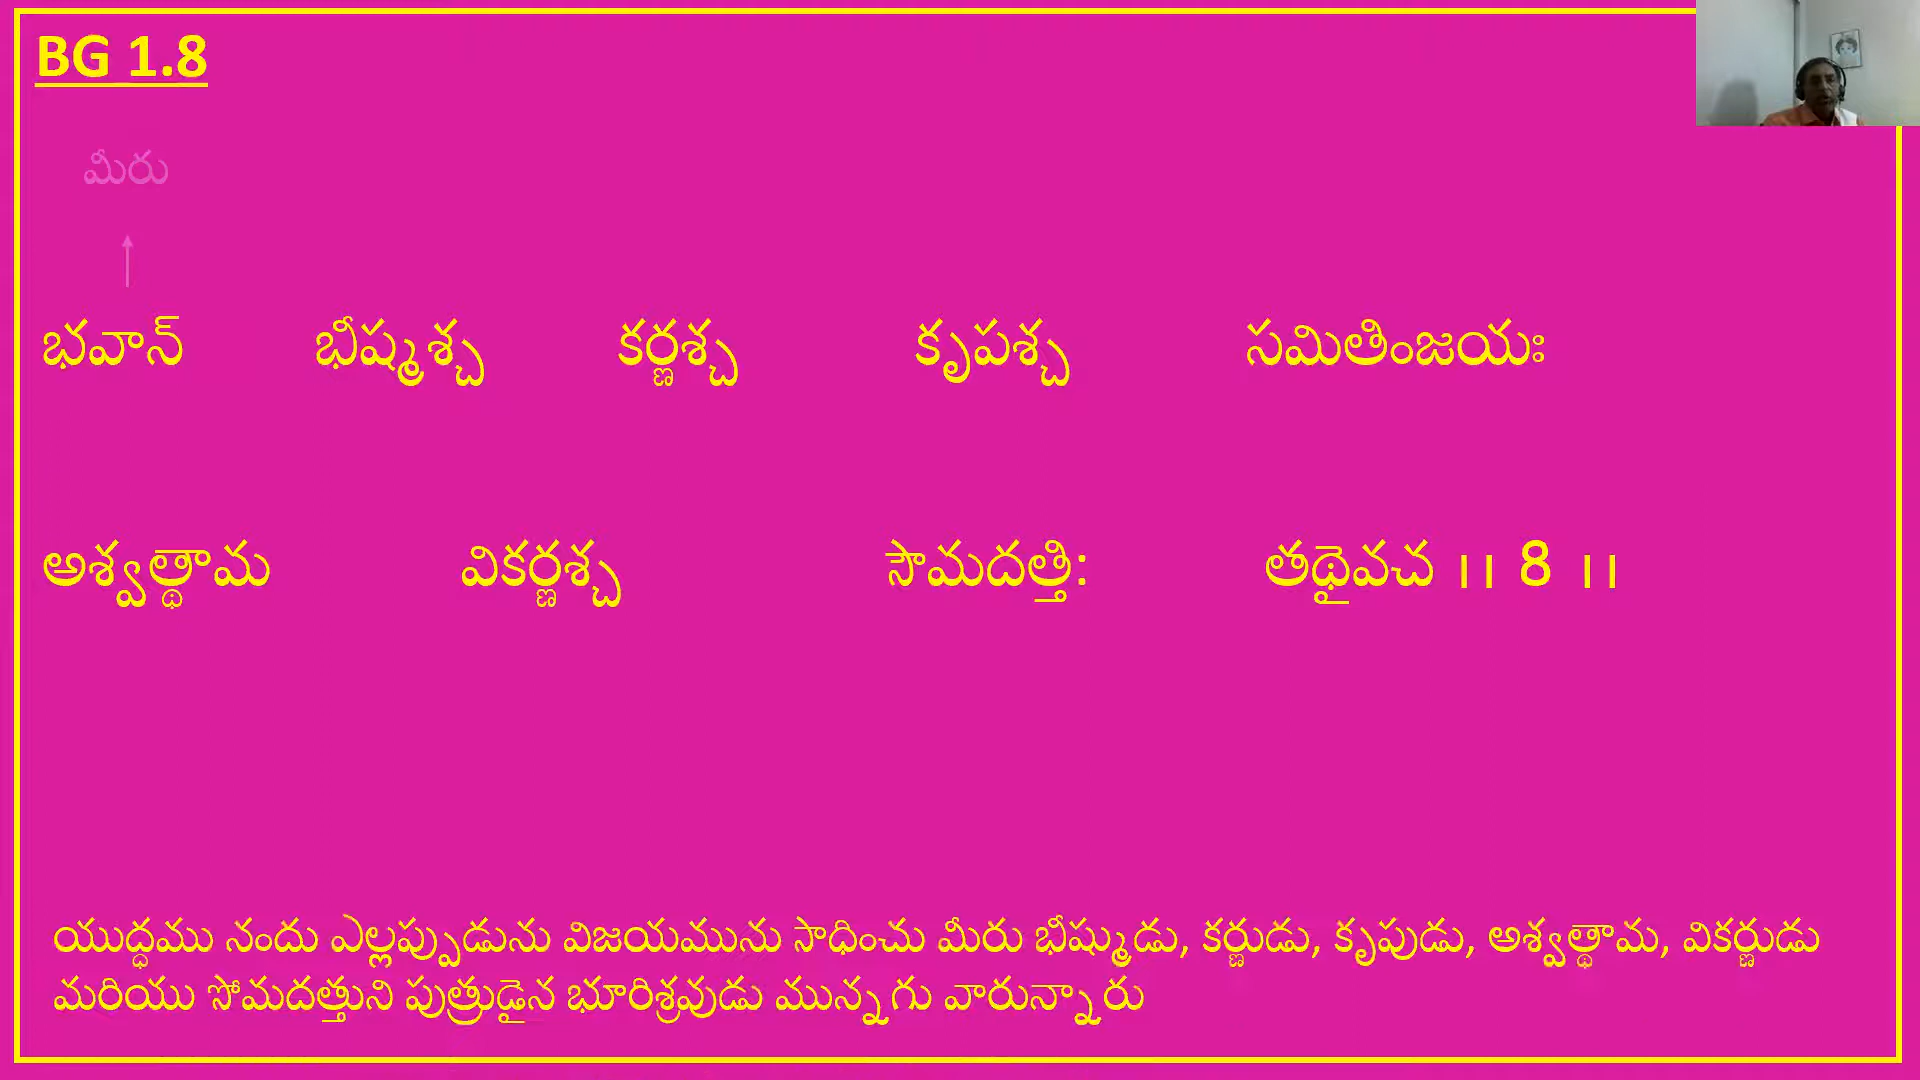 BG 1.8
మీరు
భవాన్ భీష్మశ్చ కర్ణశ్చ కృపశ్చ సమితింజయః
అశ్వత్థామ వికర్ణశ్చ సౌమదత్తి: తథైవచ ।। 8 ।।
యుద్ధము నందు ఎల్లప్పుడును విజయమును సాధించు మీరు భీష్ముడు, కర్ణుడు, కృపుడు, అశ్వత్థామ, వికర్ణుడు
మరియు సోమదత్తుని పుత్రుడైన భూరిశ్రవుడు మున్నగు వారున్నారు